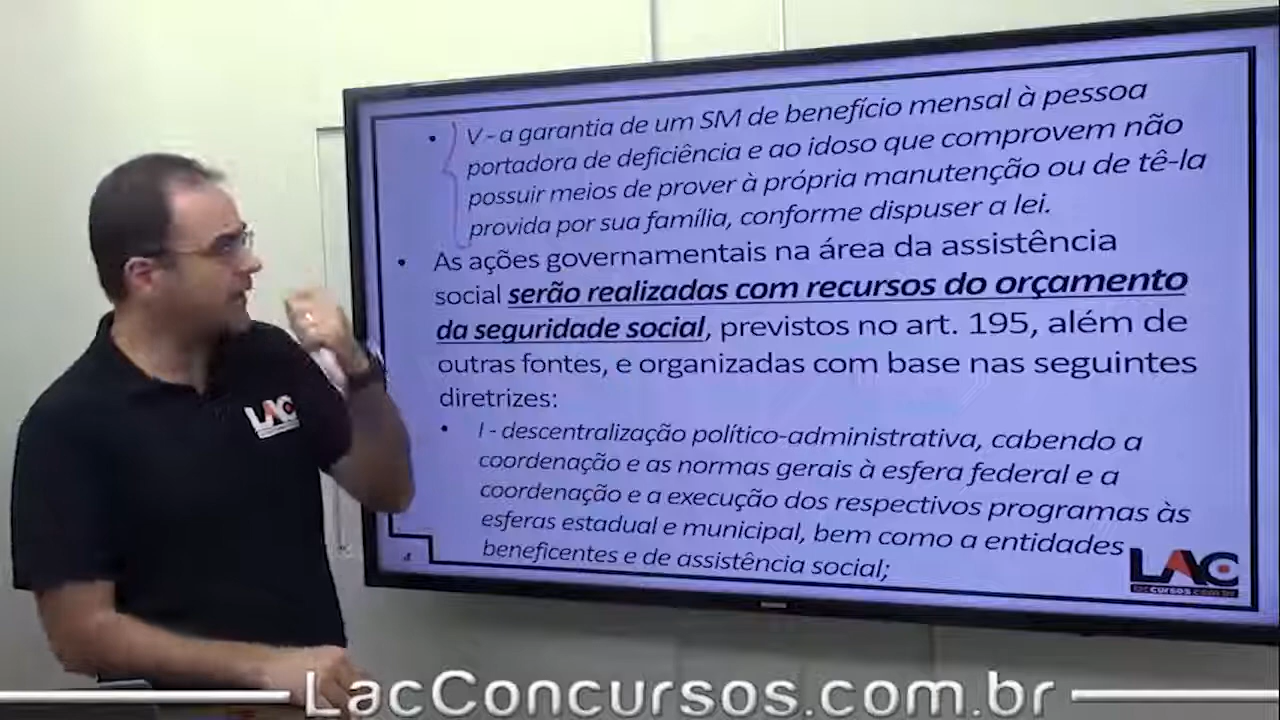 • V - a garantia de um SM de benefício mensal à pessoa
portadora de deficiência e ao idoso que comprovem não
possuir meios de prover à própria manutenção ou de tê-la
provida por sua família, conforme dispuser a lei.
• As ações governamentais na área da assistência
social serão realizadas com recursos do orçamento
da seguridade social, previstos no art. 195, além de
outras fontes, e organizadas com base nas seguintes
diretrizes:
• I - descentralização político-administrativa, cabendo a
coordenação e as normas gerais à esfera federal e a
coordenação e a execução dos respectivos programas às
esferas estadual e municipal, bem como a entidades
beneficentes e de assistência social;
4
LAC
laccursos.com.br
LAC
LacConcursos.com.br